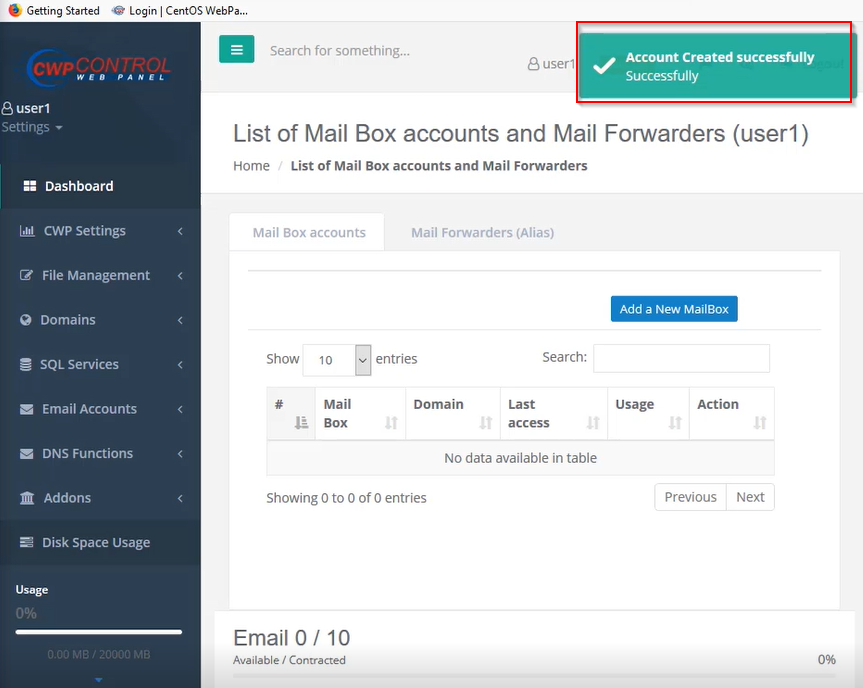 Getting Started Login | CentOS WebPa...
CWP CONTROL
WEB PANEL
user1
Settings
Dashboard
CWP Settings
File Management
Domains
SQL Services
Email Accounts
DNS Functions
Addons
Disk Space Usage
Usage
0%
0.00 MB / 20000 MB
Search for something...
user1
Account Created successfully
Successfully
List of Mail Box accounts and Mail Forwarders (user1)
Home / List of Mail Box accounts and Mail Forwarders
Mail Box accounts Mail Forwarders (Alias)
Add a New MailBox
Show 10 entries Search:
# Mail Box Domain Last access Usage Action
No data available in table
Showing 0 to 0 of 0 entries Previous Next
Email 0 / 10
Available / Contracted 0%